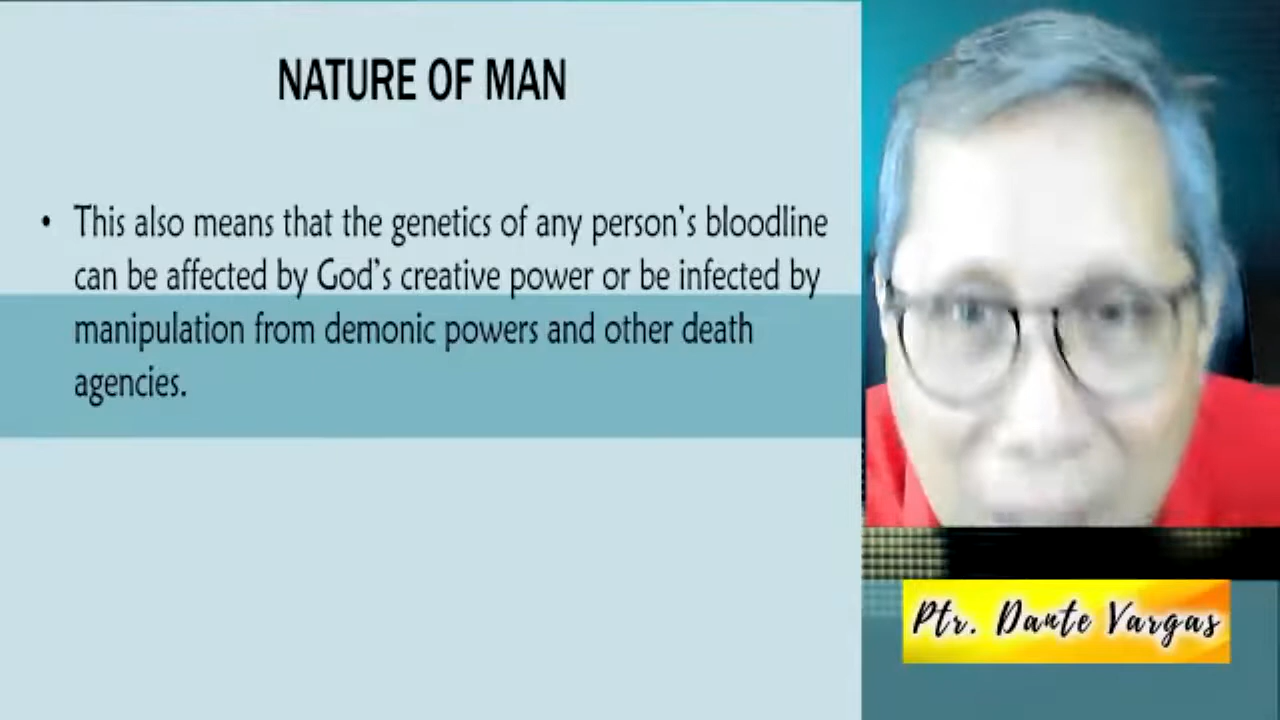 NATURE OF MAN
• This also means that the genetics of any person's bloodline
can be affected by God's creative power or be infected by
manipulation from demonic powers and other death
agencies.
Ptr. Dante Vargas